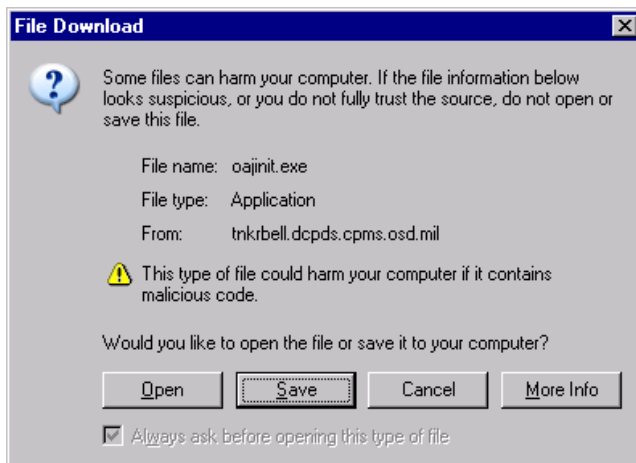 File Download
Some files can harm your computer. If the file information below
looks suspicious, or you do not fully trust the source, do not open or
save this file.
File name: oajinit.exe
File type: Application
From: tnkrbell.dcpds.cpms.osd.mil
This type of file could harm your computer if it contains
malicious code.
Would you like to open the file or save it to your computer?
Open Save Cancel More Info
Always ask before opening this type of file